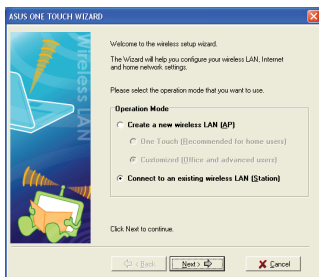 ASUS ONE TOUCH WIZARD
Wireless LAN
Welcome to the wireless setup wizard.
The Wizard will help you configure your wireless LAN, Internet
and home network settings.
Please select the operation mode that you want to use.
Operation Mode
Create a new wireless LAN (AP)
One Touch (Recommended for home users)
Customized (Office and advanced users)
Connect to an existing wireless LAN (Station)
Click Next to continue.
< Back
Next >
Cancel